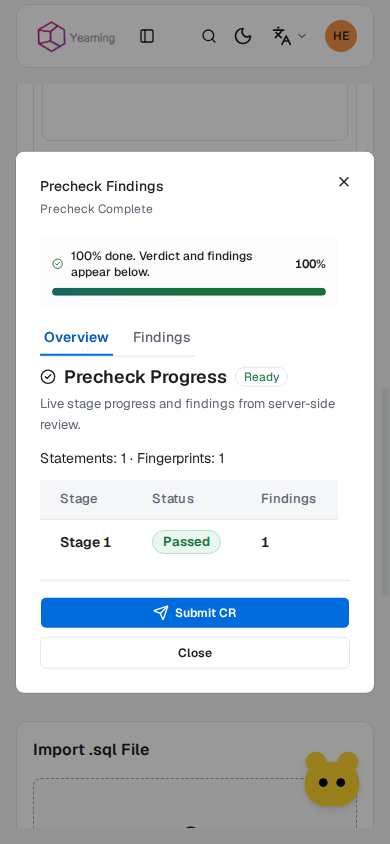 Yearning
HE
Precheck Findings
Precheck Complete
100% done. Verdict and findings
appear below.
100%
Overview
Findings
Precheck Progress
Ready
Live stage progress and findings from server-side
review.
Statements: 1 · Fingerprints: 1
Stage
Status
Findings
Stage 1
Passed
1
Submit CR
Close
Import .sql File